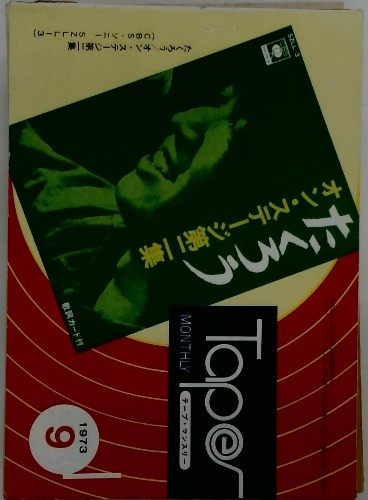 Tapes
MONTHLY
テープ・マンスリー
1973
9
SZLL-3
たくろう
オン・ステージ第二集
歌詞カード付
たくろう/オン・ステージ第二集
〔CBS・ソニー SZLL-3〕